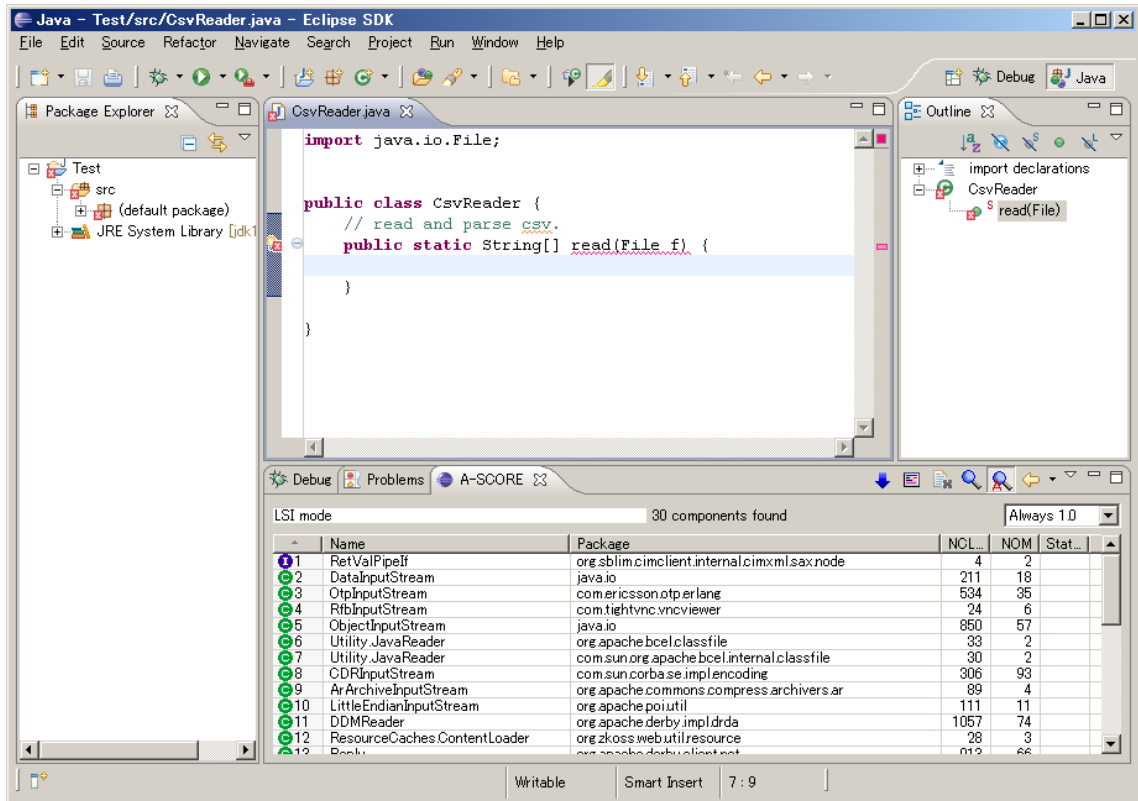 Java - Test/src/CsvReader.java - Eclipse SDK
File Edit Source Refactor Navigate Search Project Run Window Help
Debug Java
Package Explorer
Test
src
(default package)
JRE System Library [jdk1
CsvReader.java
import java.io.File;
public class CsvReader {
// read and parse csv.
public static String[] read(File f) {
}
}
Outline
import declarations
CsvReader
S read(File)
Debug Problems A-SCORE
LSI mode 30 components found Always 1.0
Name Package NCL... NOM Stat...
1 RetValPipeIf org.sblim.cimclient.internal.cimxml.sax.node 4 2
2 DataInputStream java.io 211 18
3 OtpInputStream com.ericsson.otp.erlang 534 35
4 RfbInputStream com.tightvnc.vncviewer 24 6
5 ObjectInputStream java.io 850 57
6 Utility.JavaReader org.apache.bcel.classfile 33 2
7 Utility.JavaReader com.sun.org.apache.bcel.internal.classfile 30 2
8 CDRInputStream com.sun.corba.se.impl.encoding 306 93
9 ArArchiveInputStream org.apache.commons.compress.archivers.ar 89 4
10 LittleEndianInputStream org.apache.poi.util 111 11
11 DDMReader org.apache.derby.impl.drda 1057 74
12 ResourceCaches.ContentLoader org.zkoss.web.util.resource 28 3
Writable Smart Insert 7 : 9